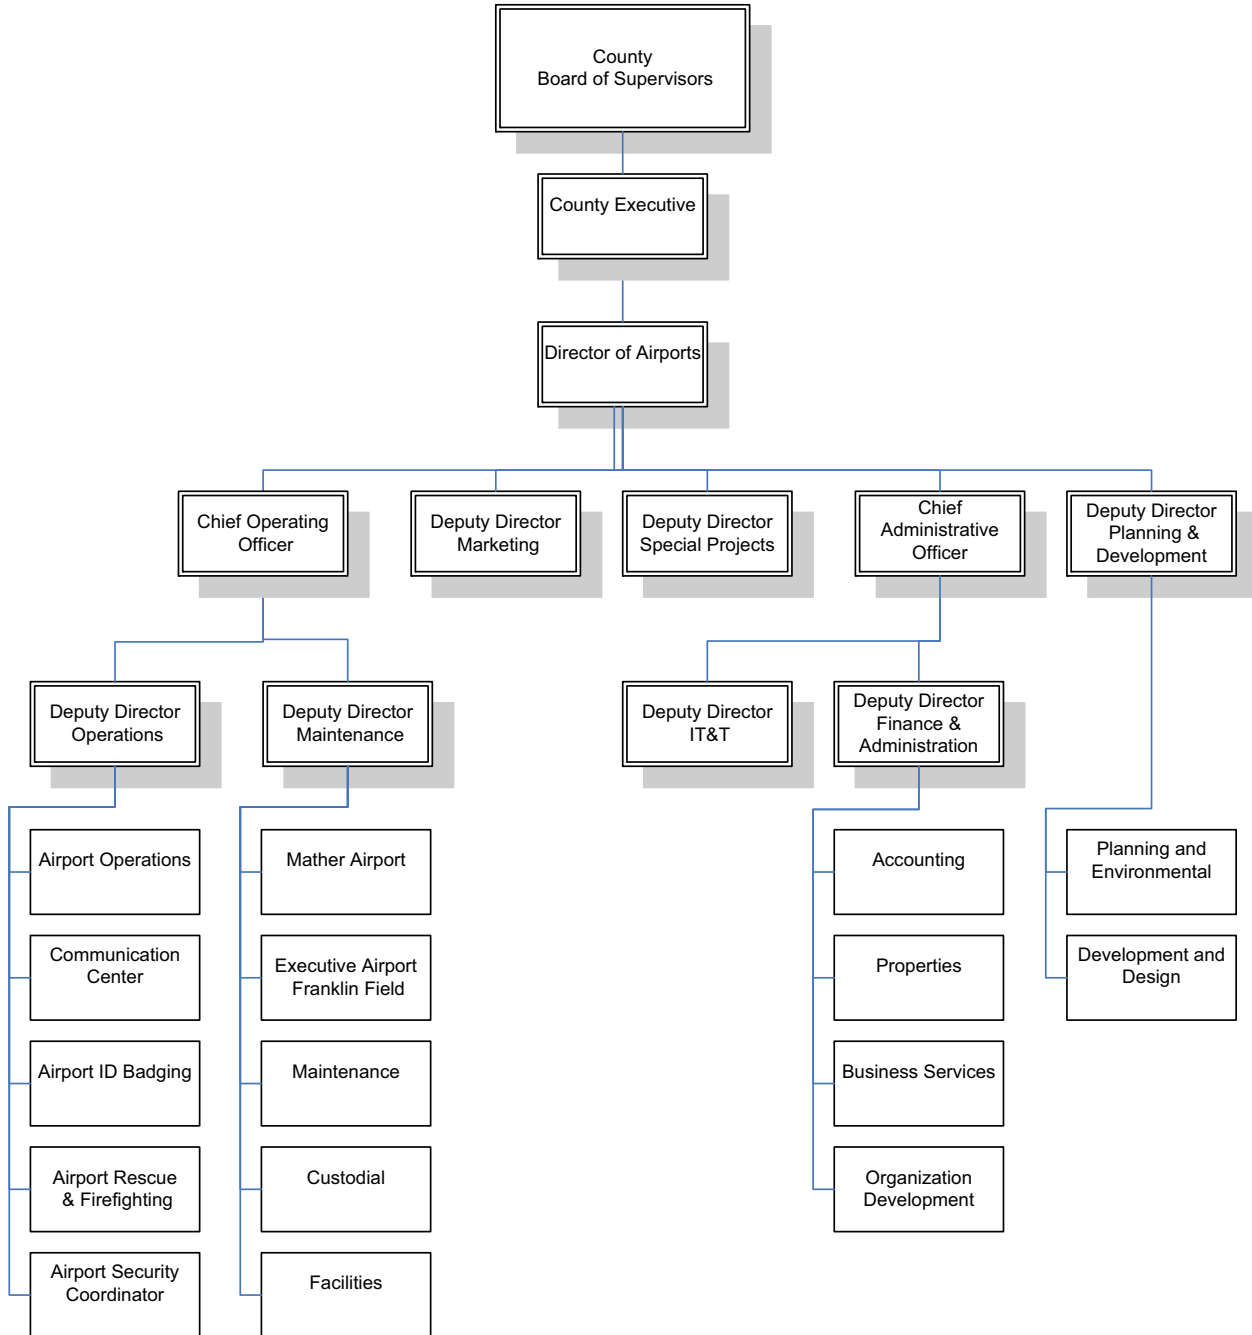 County
Board of Supervisors
County Executive
Director of Airports
Chief Operating
Officer
Deputy Director
Marketing
Deputy Director
Special Projects
Chief
Administrative
Officer
Deputy Director
Planning &
Development
Deputy Director
Operations
Deputy Director
Maintenance
Deputy Director
IT&T
Deputy Director
Finance &
Administration
Airport Operations
Communication
Center
Airport ID Badging
Airport Rescue
& Firefighting
Airport Security
Coordinator
Mather Airport
Executive Airport
Franklin Field
Maintenance
Custodial
Facilities
Accounting
Properties
Business Services
Organization
Development
Planning and
Environmental
Development and
Design